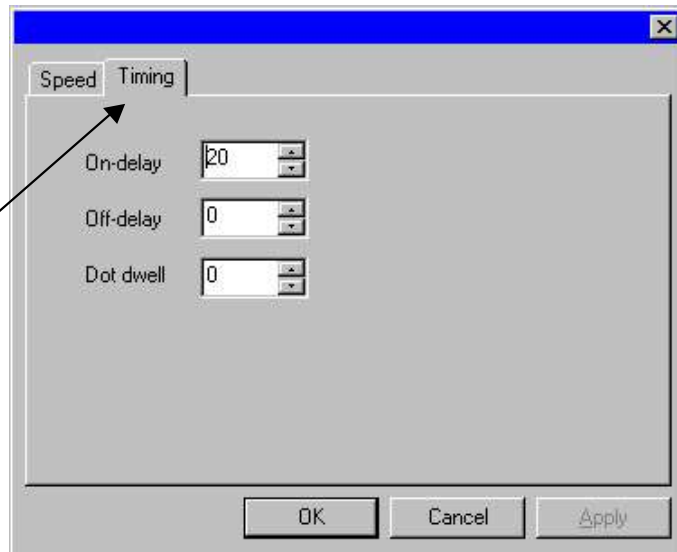 Speed Timing
On-delay 20
Off-delay 0
Dot dwell 0
OK Cancel Apply